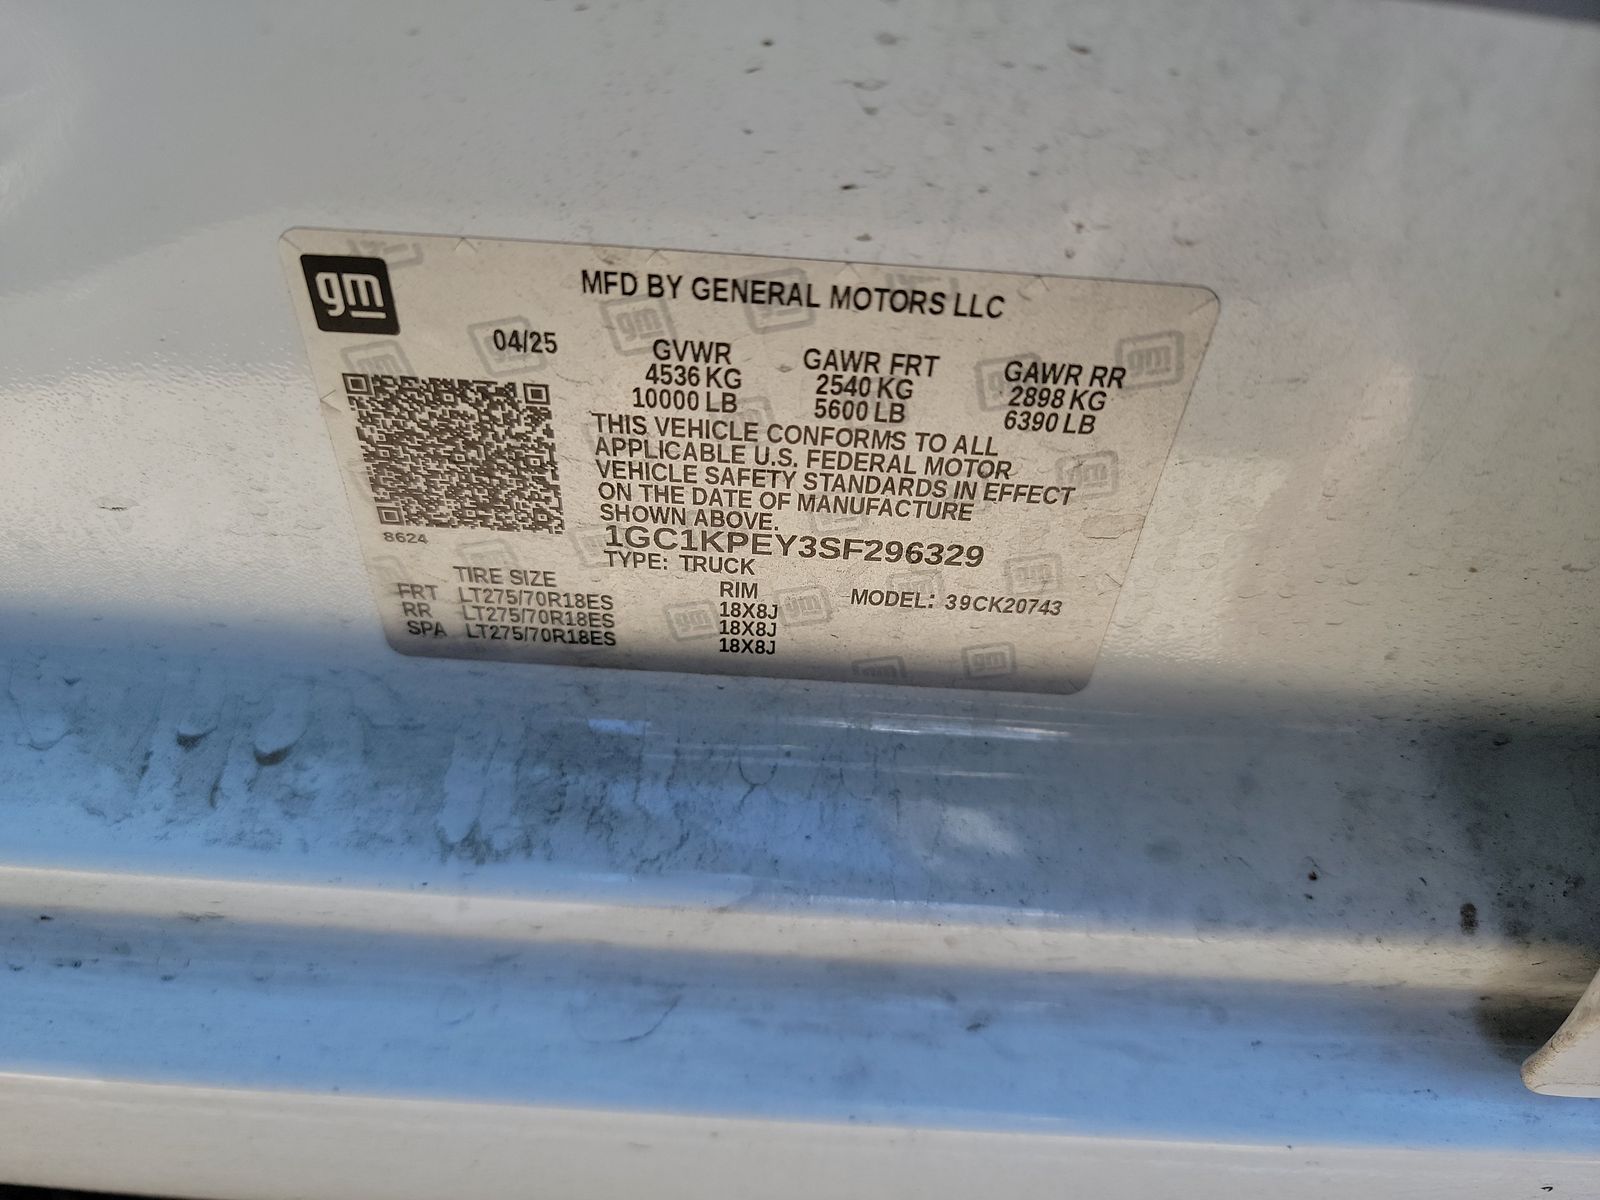 gm
MFD BY GENERAL MOTORS LLC
04/25
GVWR GAWR FRT GAWR RR
4536 KG 2540 KG 2898 KG
10000 LB 5600 LB 6390 LB
THIS VEHICLE CONFORMS TO ALL
APPLICABLE U.S. FEDERAL MOTOR
VEHICLE SAFETY STANDARDS IN EFFECT
ON THE DATE OF MANUFACTURE
SHOWN ABOVE.
8624
1GC1KPEY3SF296329
TYPE: TRUCK
TIRE SIZE RIM
MODEL: 39CK20743
FRT LT275/70R18ES 18X8J
RR LT275/70R18ES 18X8J
SPA LT275/70R18ES 18X8J